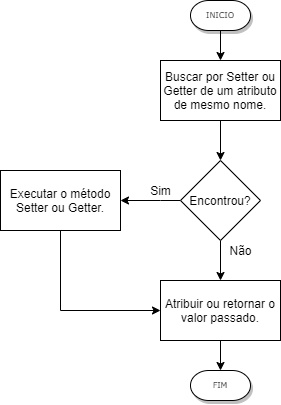 INICIO
Buscar por Setter ou
Getter de um atributo
de mesmo nome.
Encontrou?
Sim
Executar o método
Setter ou Getter.
Não
Atribuir ou retornar o
valor passado.
FIM